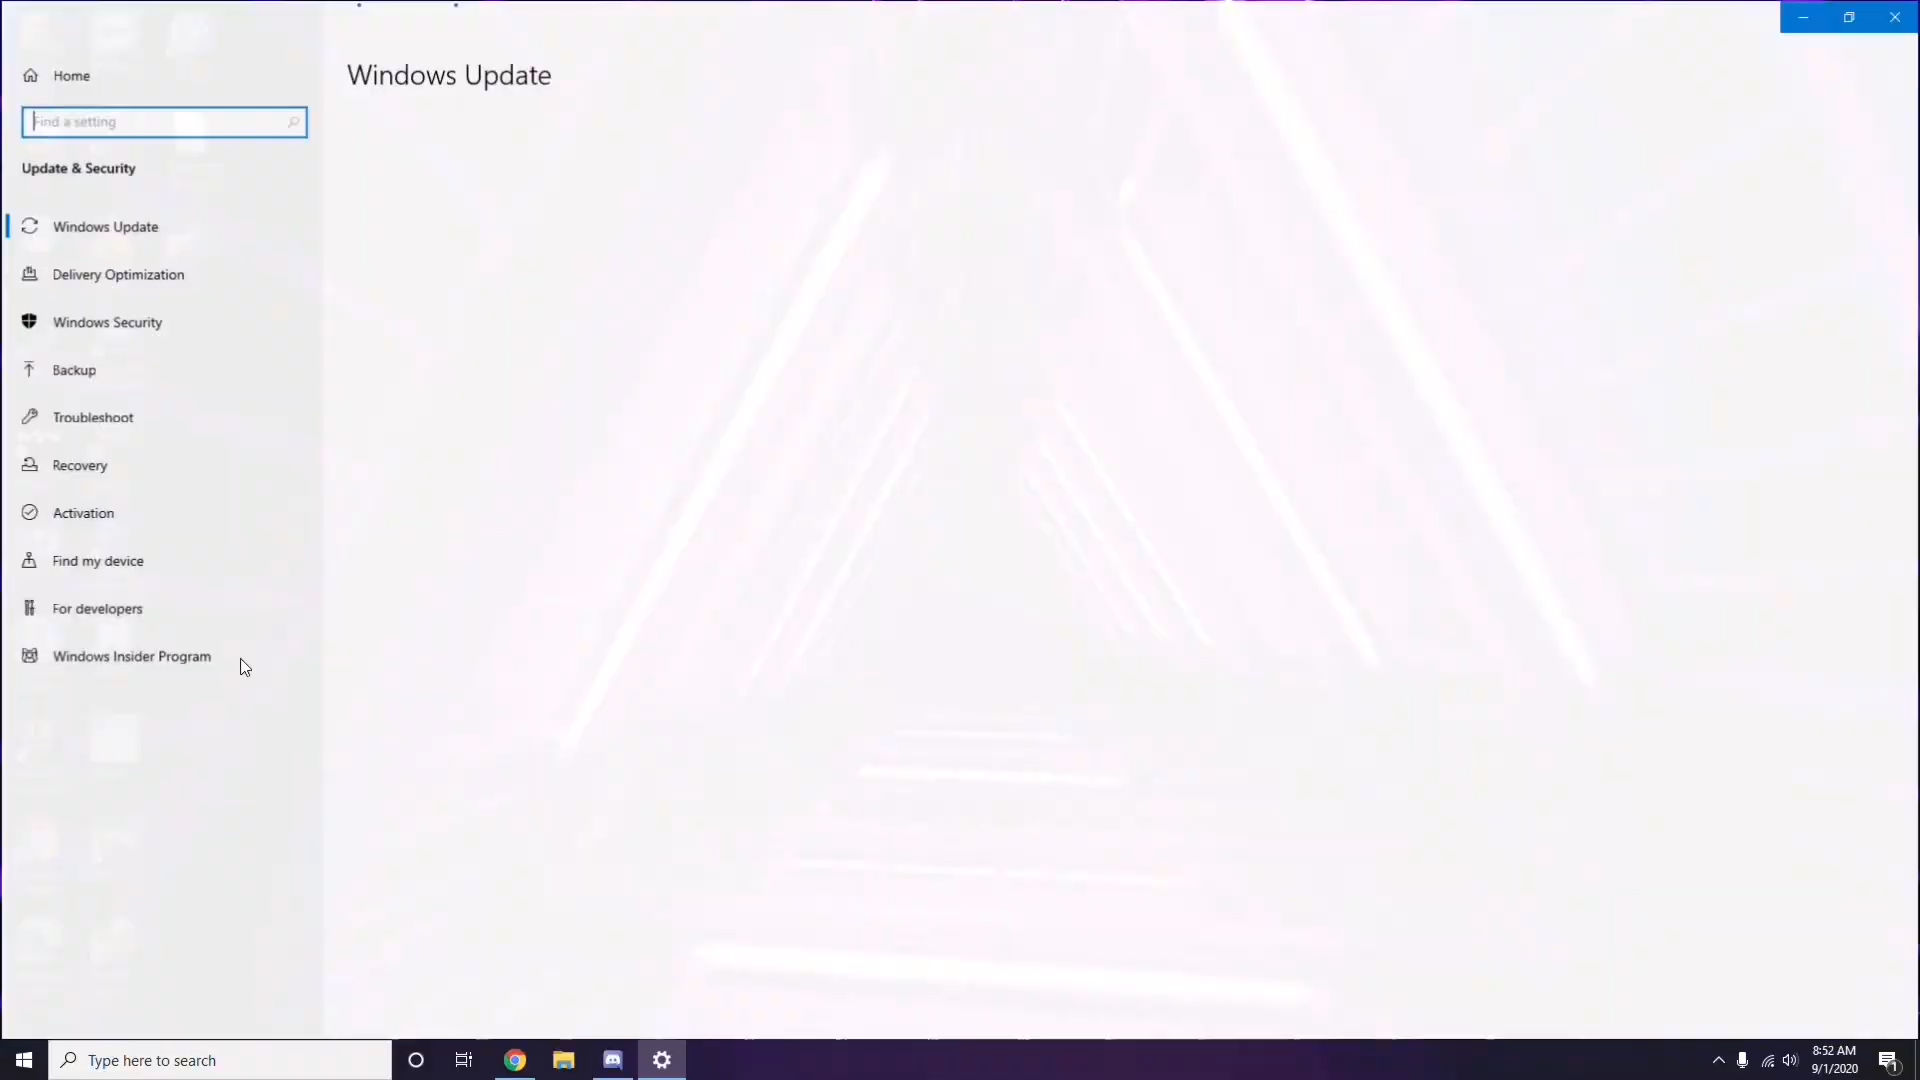 Home
Windows Update
Find a setting
Update & Security
Windows Update
Delivery Optimization
Windows Security
Backup
Troubleshoot
Recovery
Activation
Find my device
For developers
Windows Insider Program
Type here to search
8:52 AM
9/1/2020
1